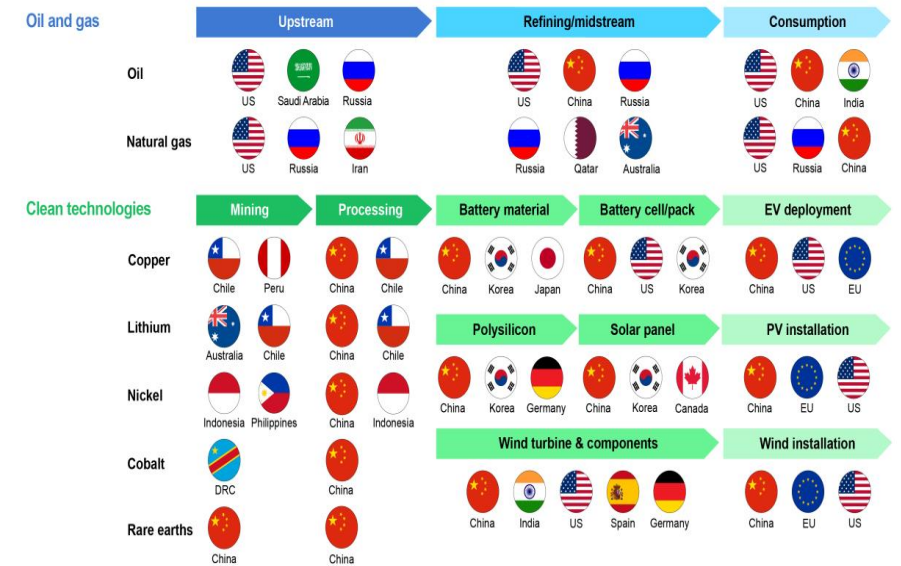 Oil and gas
Upstream
Refining/midstream
Consumption
Oil
US Saudi Arabia Russia
US China Russia
US China India
Natural gas
US Russia Iran
Russia Qatar Australia
US Russia China
Clean technologies
Mining
Processing
Battery material
Battery cell/pack
EV deployment
Copper
Chile Peru
China Chile
China Korea Japan
China US Korea
China US EU
Lithium
Australia Chile
China Chile
Polysilicon
Solar panel
PV installation
Nickel
Indonesia Philippines
China Indonesia
China Korea Germany
China Korea Canada
China EU US
Cobalt
DRC
China
Wind turbine & components
Wind installation
China India US Spain Germany
China EU US
Rare earths
China
China